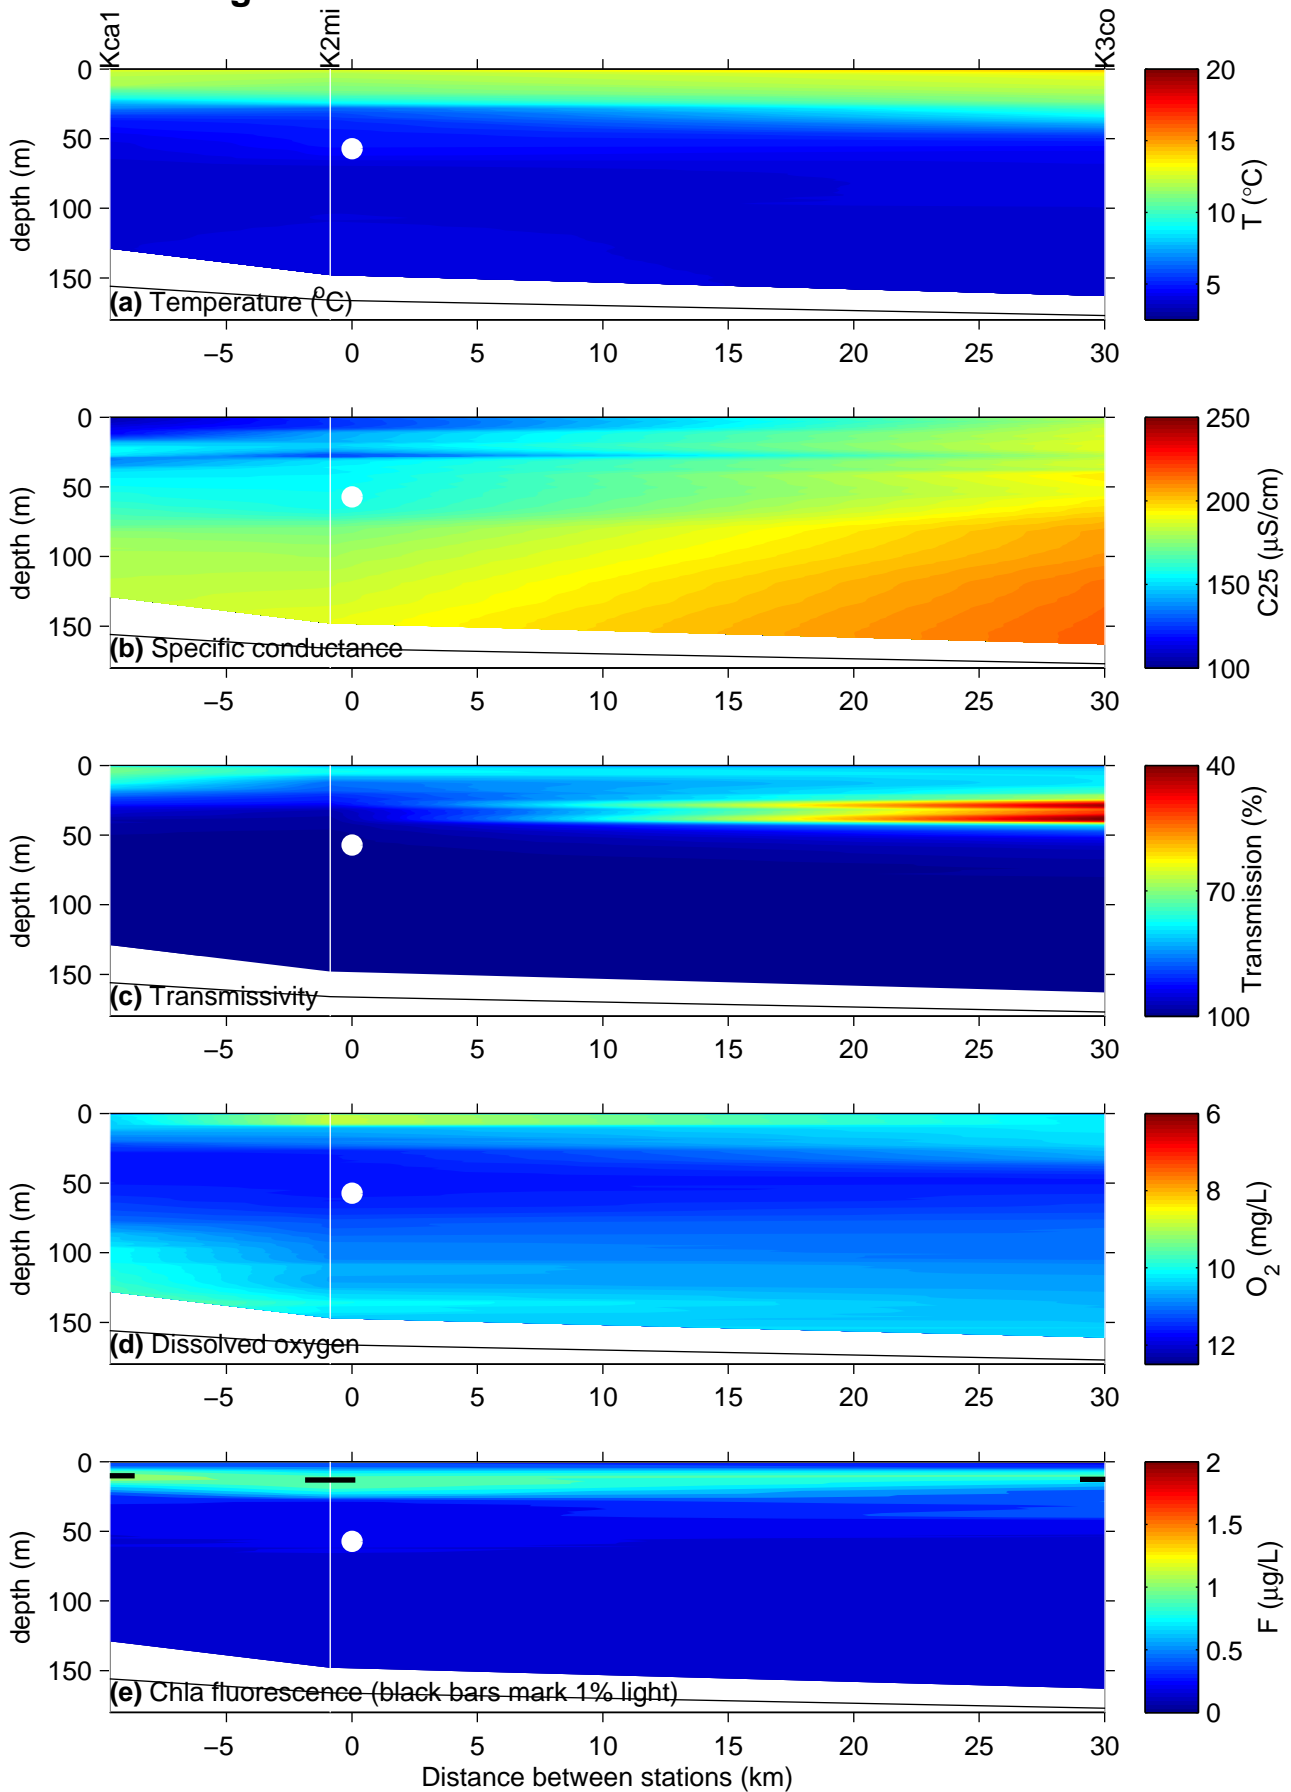 Kca1 K2mi K3co
0
50
100
150
depth (m)
(a) Temperature (°C)
−5 0 5 10 15 20 25 30
20
15
10
5
T (°C)
0
50
100
150
depth (m)
(b) Specific conductance
−5 0 5 10 15 20 25 30
250
200
150
100
C25 (μS/cm)
0
50
100
150
depth (m)
(c) Transmissivity
−5 0 5 10 15 20 25 30
40
70
100
Transmission (%)
0
50
100
150
depth (m)
(d) Dissolved oxygen
−5 0 5 10 15 20 25 30
6
8
10
12
O2 (mg/L)
0
50
100
150
depth (m)
(e) Chla fluorescence (black bars mark 1% light)
−5 0 5 10 15 20 25 30
2
1.5
1
0.5
0
F (μg/L)
Distance between stations (km)